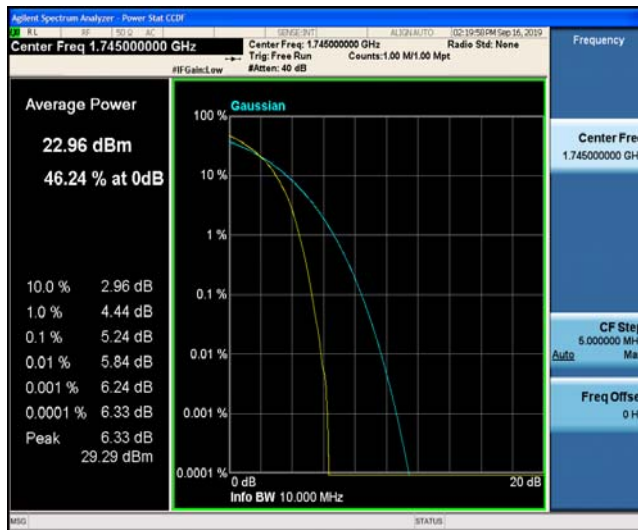 Agilent Spectrum Analyzer - Power Stat CCDF
RL RF 50 Ω AC SENSE:INT ALIGN AUTO 02:19:58 PM Sep 16, 2019
Center Freq 1.745000000 GHz
Center Freq: 1.745000000 GHz Radio Std: None
Trig: Free Run Counts:1.00 M/1.00 Mpt
#IFGain:Low #Atten: 40 dB
Frequency
Average Power
22.96 dBm
46.24 % at 0dB
10.0 % 2.96 dB
1.0 % 4.44 dB
0.1 % 5.24 dB
0.01 % 5.84 dB
0.001 % 6.24 dB
0.0001 % 6.33 dB
Peak 6.33 dB
29.29 dBm
Gaussian
100 %
10 %
1 %
0.1 %
0.01 %
0.001 %
0.0001 %
0 dB 20 dB
Info BW 10.000 MHz
Center Fre
1.745000000 GH
CF Step
5.000000 MH
Auto Ma
Freq Offse
0 H
MSG STATUS